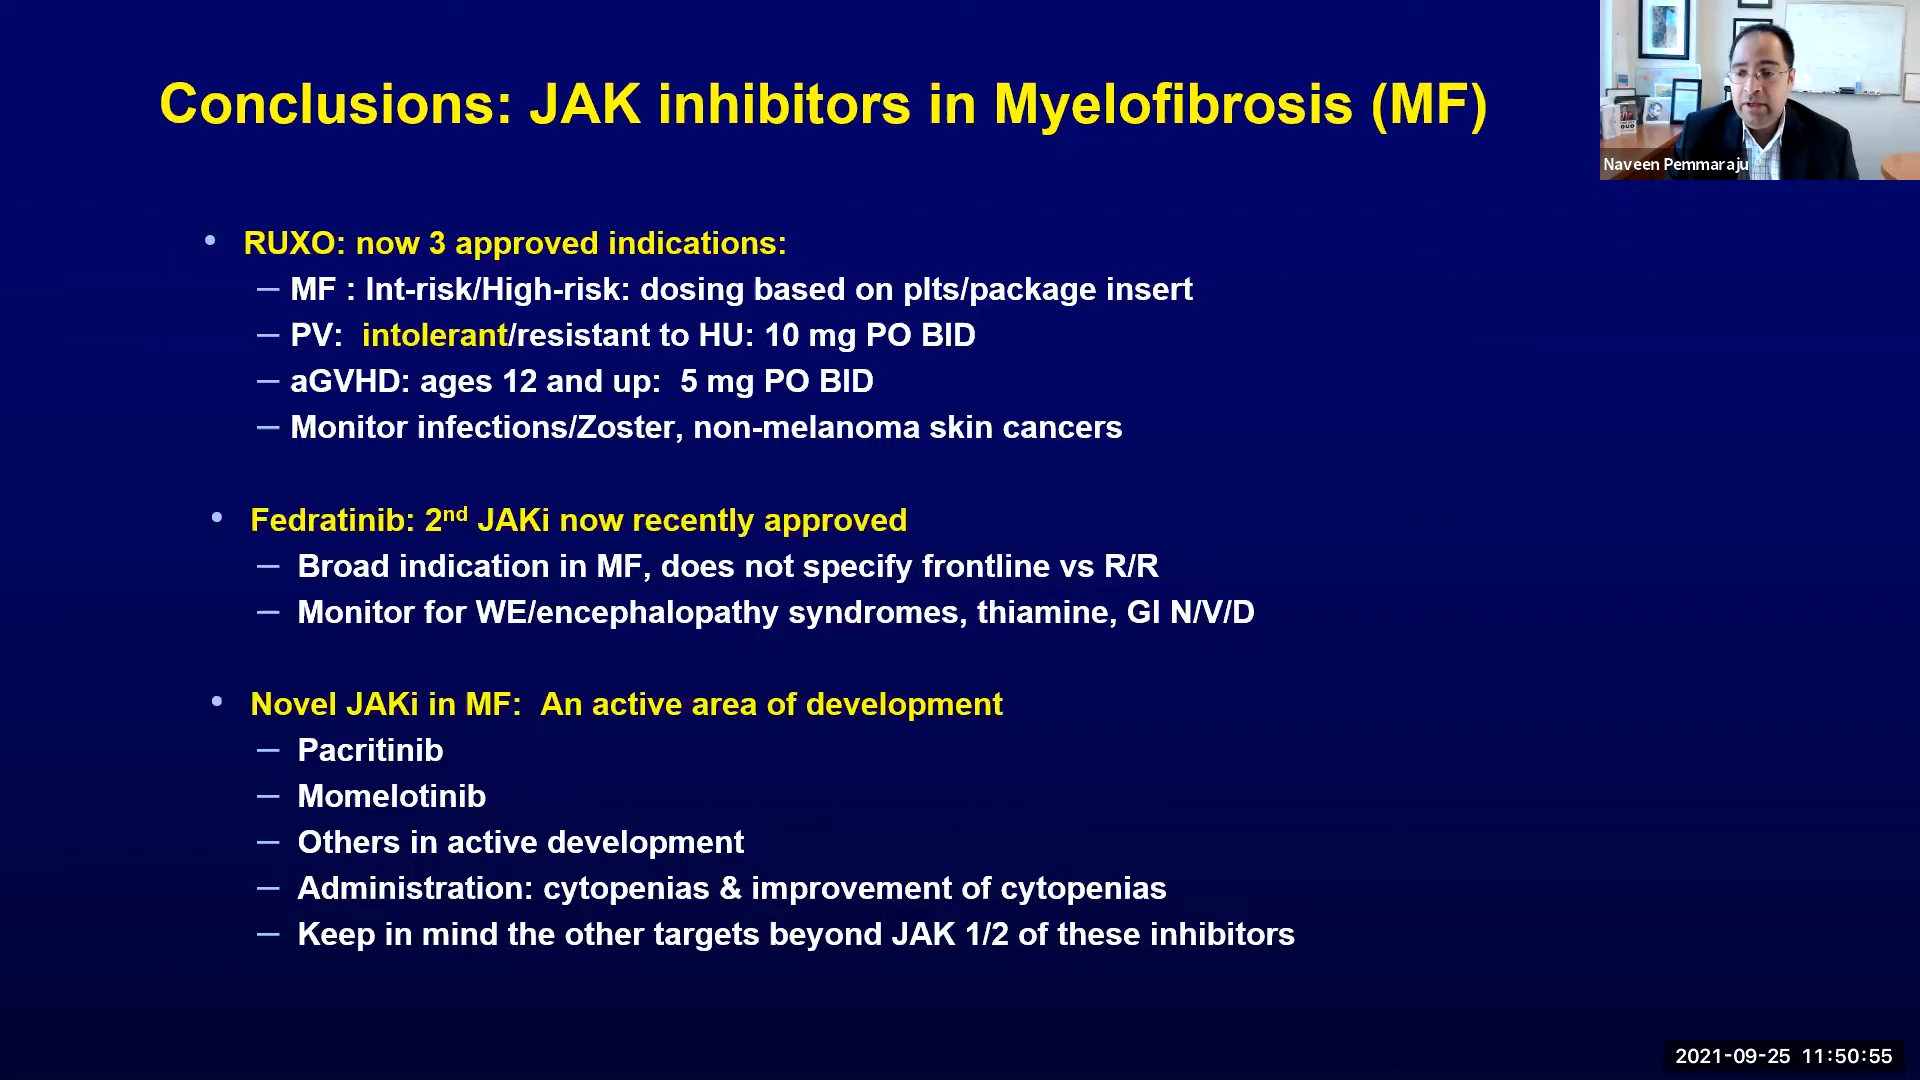 Conclusions: JAK inhibitors in Myelofibrosis (MF)
Naveen Pemmaraju
• RUXO: now 3 approved indications:
– MF : Int-risk/High-risk: dosing based on plts/package insert
– PV: intolerant/resistant to HU: 10 mg PO BID
– aGVHD: ages 12 and up: 5 mg PO BID
– Monitor infections/Zoster, non-melanoma skin cancers
• Fedratinib: 2nd JAKi now recently approved
– Broad indication in MF, does not specify frontline vs R/R
– Monitor for WE/encephalopathy syndromes, thiamine, GI N/V/D
• Novel JAKi in MF: An active area of development
– Pacritinib
– Momelotinib
– Others in active development
– Administration: cytopenias & improvement of cytopenias
– Keep in mind the other targets beyond JAK 1/2 of these inhibitors
2021-09-25 11:50:55